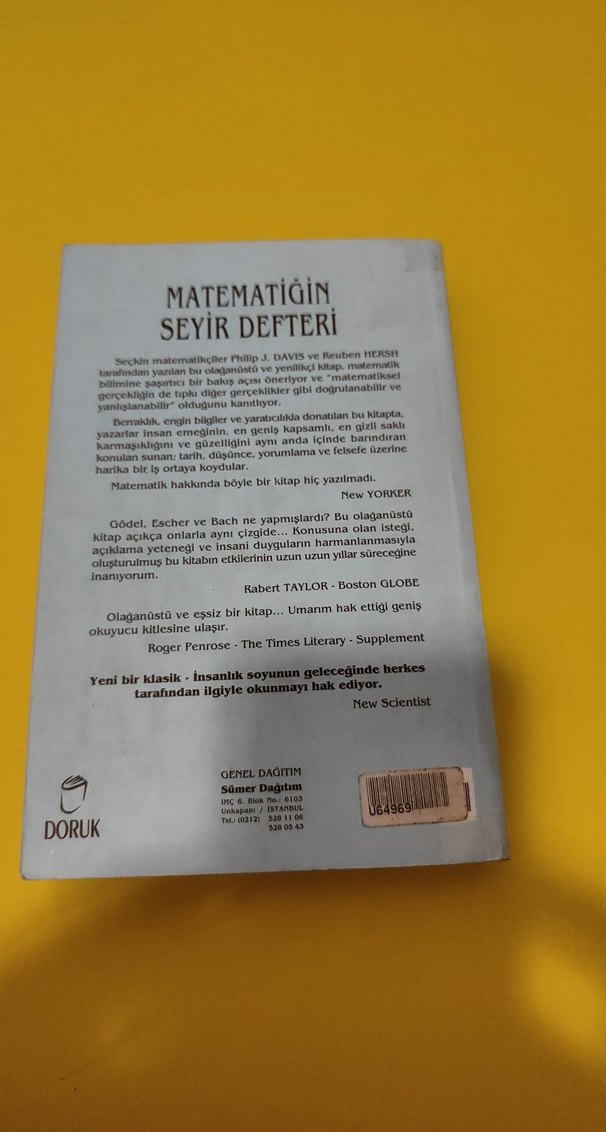 MATEMATİĞİN
SEYİR DEFTERİ
Seçkin matematikçiler Philip J. DAVIS ve Reuben HERSH
tarafından yazılan bu olağanüstü ve yenilikçi kitap, matematik
bilimine şaşırtıcı bir bakış açısı öneriyor ve "matematiksel
gerçekliğin de tıpkı diğer gerçeklikler gibi doğrulanabilir ve
yanlışlanabilir" olduğunu kanıtlıyor.
Berraklık, engin bilgiler ve yaratıcılıkla donatılan bu kitapta,
yazarlar insan emeğinin, en geniş kapsamlı, en gizli saklı
karmaşıklığını ve güzelliğini aynı anda içinde barındıran
konuları sunan; tarih, düşünce, yorumlama ve felsefe üzerine
harika bir iş ortaya koydular.
Matematik hakkında böyle bir kitap hiç yazılmadı.
New YORKER
Gödel, Escher ve Bach ne yapmışlardı? Bu olağanüstü
kitap açıkça onlarla aynı çizgide... Konusuna olan isteği,
açıklama yeteneği ve insani duyguların harmanlanmasıyla
oluşturulmuş bu kitabın etkilerinin uzun uzun yıllar süreceğine
inanıyorum.
Rabert TAYLOR - Boston GLOBE
Olağanüstü ve eşsiz bir kitap... Umarım hak ettiği geniş
okuyucu kitlesine ulaşır.
Roger Penrose - The Times Literary - Supplement
Yeni bir klasik - İnsanlık soyunun geleceğinde herkes
tarafından ilgiyle okunmayı hak ediyor.
New Scientist
DORUK
GENEL DAĞITIM
Sümer Dağıtım
İMÇ 6. Blok No.: 6103
Unkapanı / İSTANBUL
Tel.: (0212) 528 11 06
528 05 43
U64969